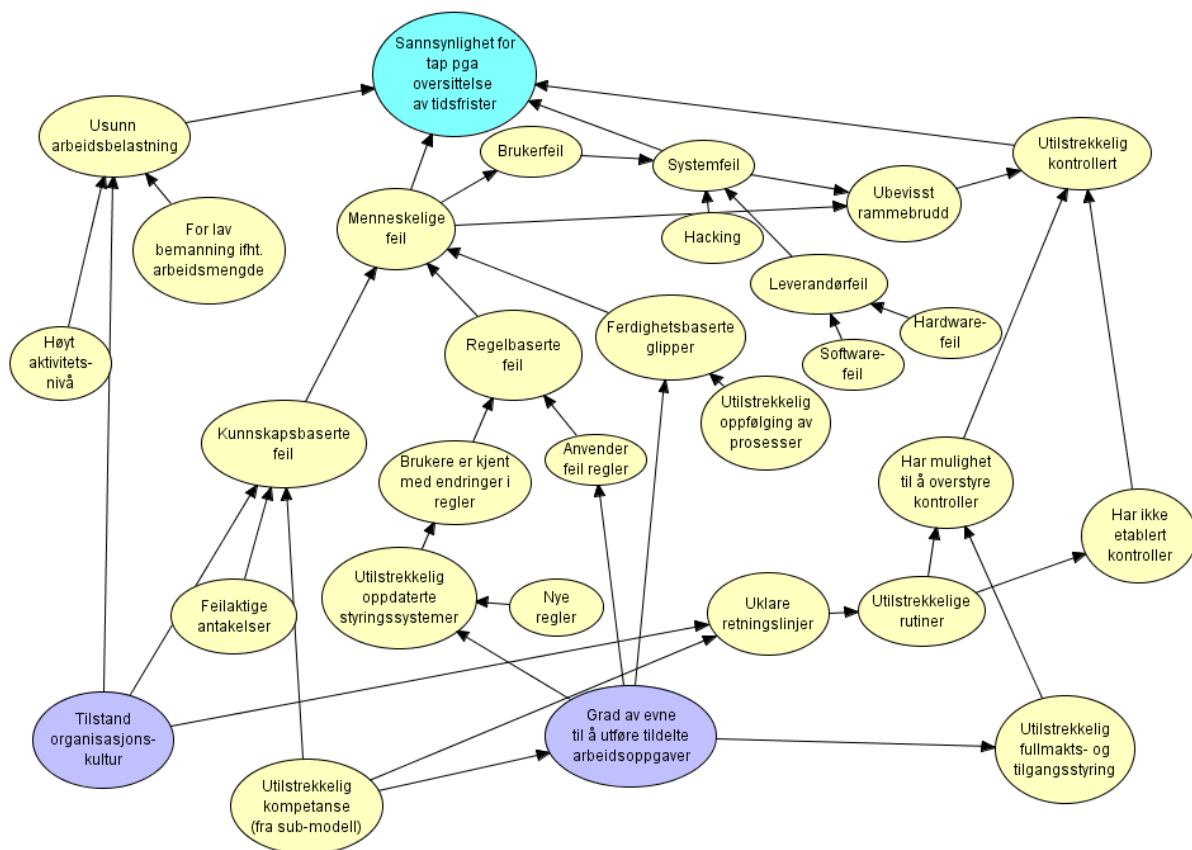 Sannsynlighet for
tap pga
oversittelse
av tidsfrister
Usunn
arbeidsbelastning
Brukerfeil
Systemfeil
Utilstrekkelig
kontrollert
Ubevisst
rammebrudd
For lav
bemanning ifht.
arbeidsmengde
Menneskelige
feil
Hacking
Leverandørfeil
Hardware-
feil
Software-
feil
Høyt
aktivitets-
nivå
Regelbaserte
feil
Ferdighetsbaserte
glipper
Utilstrekkelig
oppfølging av
prosesser
Kunnskapsbaserte
feil
Brukere er kjent
med endringer i
regler
Anvender
feil regler
Har mulighet
til å overstyre
kontroller
Har ikke
etablert
kontroller
Feilaktige
antakelser
Utilstrekkelig
oppdaterte
styringssystemer
Nye
regler
Uklare
retningslinjer
Utilstrekkelige
rutiner
Tilstand
organisasjons-
kultur
Grad av evne
til å utføre tildelte
arbeidsoppgaver
Utilstrekkelig
fullmakts- og
tilgangsstyring
Utilstrekkelig
kompetanse
(fra sub-modell)